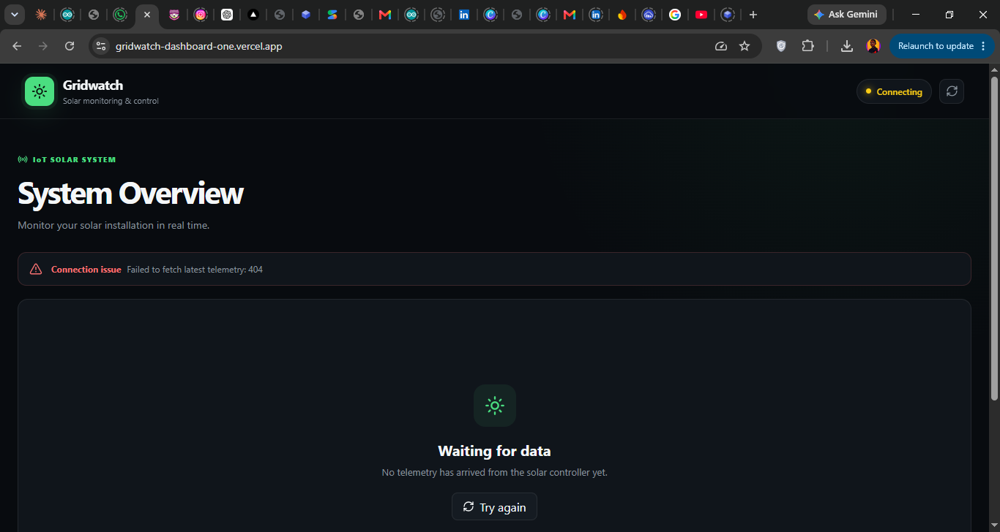 Ask Gemini
gridwatch-dashboard-one.vercel.app
Relaunch to update
Gridwatch
Solar monitoring & control
Connecting
IoT SOLAR SYSTEM
System Overview
Monitor your solar installation in real time.
Connection issue Failed to fetch latest telemetry: 404
Waiting for data
No telemetry has arrived from the solar controller yet.
Try again